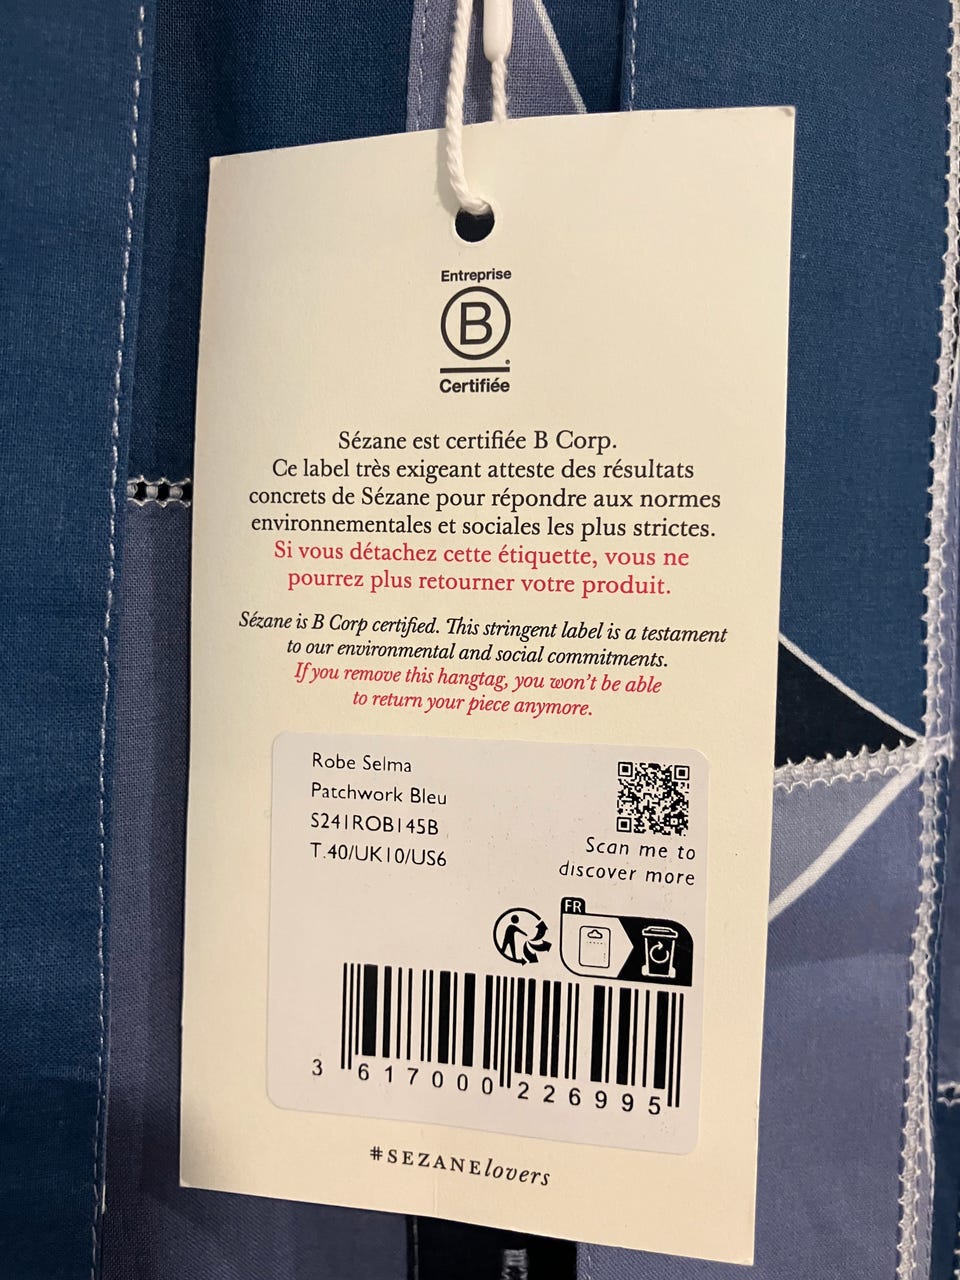 Entreprise
B
Certifiée
Sézane est certifiée B Corp.
Ce label très exigeant atteste des résultats
concrets de Sézane pour répondre aux normes
environnementales et sociales les plus strictes.
Si vous détachez cette étiquette, vous ne
pourrez plus retourner votre produit.
Sézane is B Corp certified. This stringent label is a testament
to our environmental and social commitments.
If you remove this hangtag, you won't be able
to return your piece anymore.
Robe Selma
Patchwork Bleu
S241ROB145B
T.40/UK10/US6
Scan me to
discover more
FR
3 617000 226995
#SEZANElovers